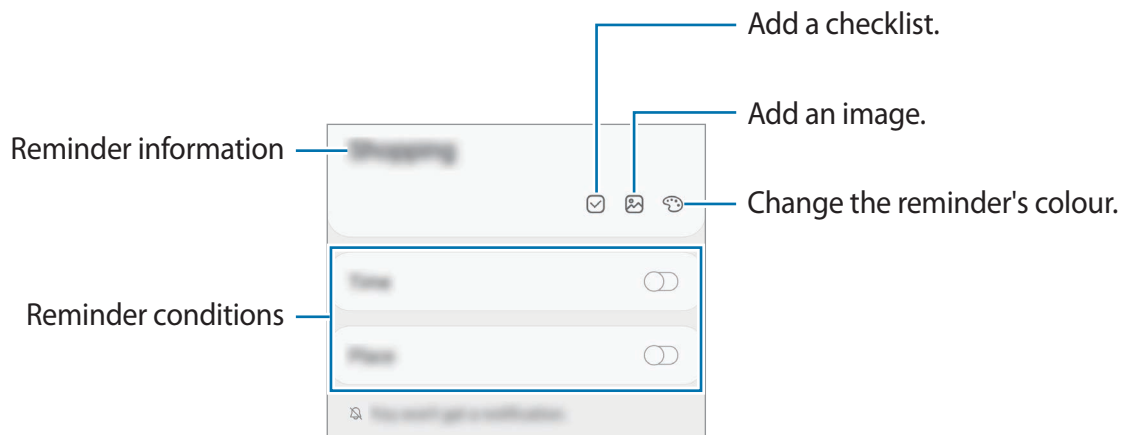 Add a checklist.
Add an image.
Reminder information
Shopping
Change the reminder's colour.
Time
Reminder conditions
Place
You won't get a notification.